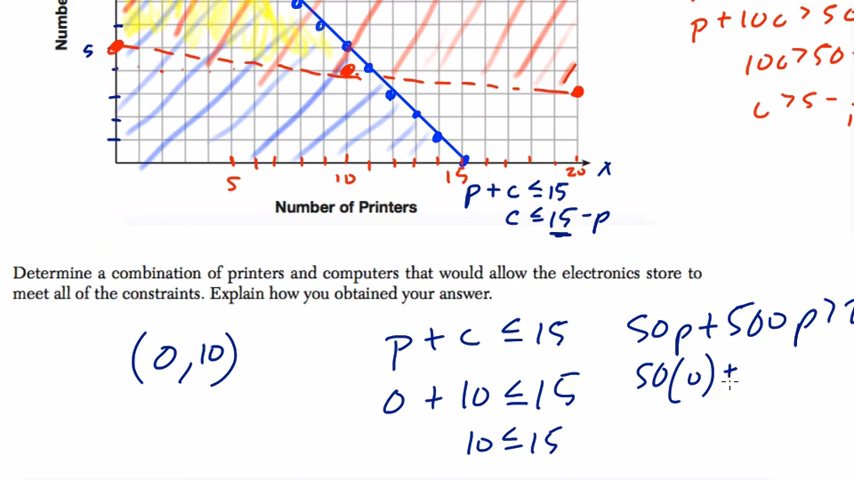 p + 10c > 50
10c > 50
c > 5 -
5
5 10 15 20 x
Number of Printers
p + c ≤ 15
c ≤ 15 - p
Determine a combination of printers and computers that would allow the electronics store to
meet all of the constraints. Explain how you obtained your answer.
(0, 10)
p + c ≤ 15
0 + 10 ≤ 15
10 ≤ 15
50p + 500p >
50(0) +